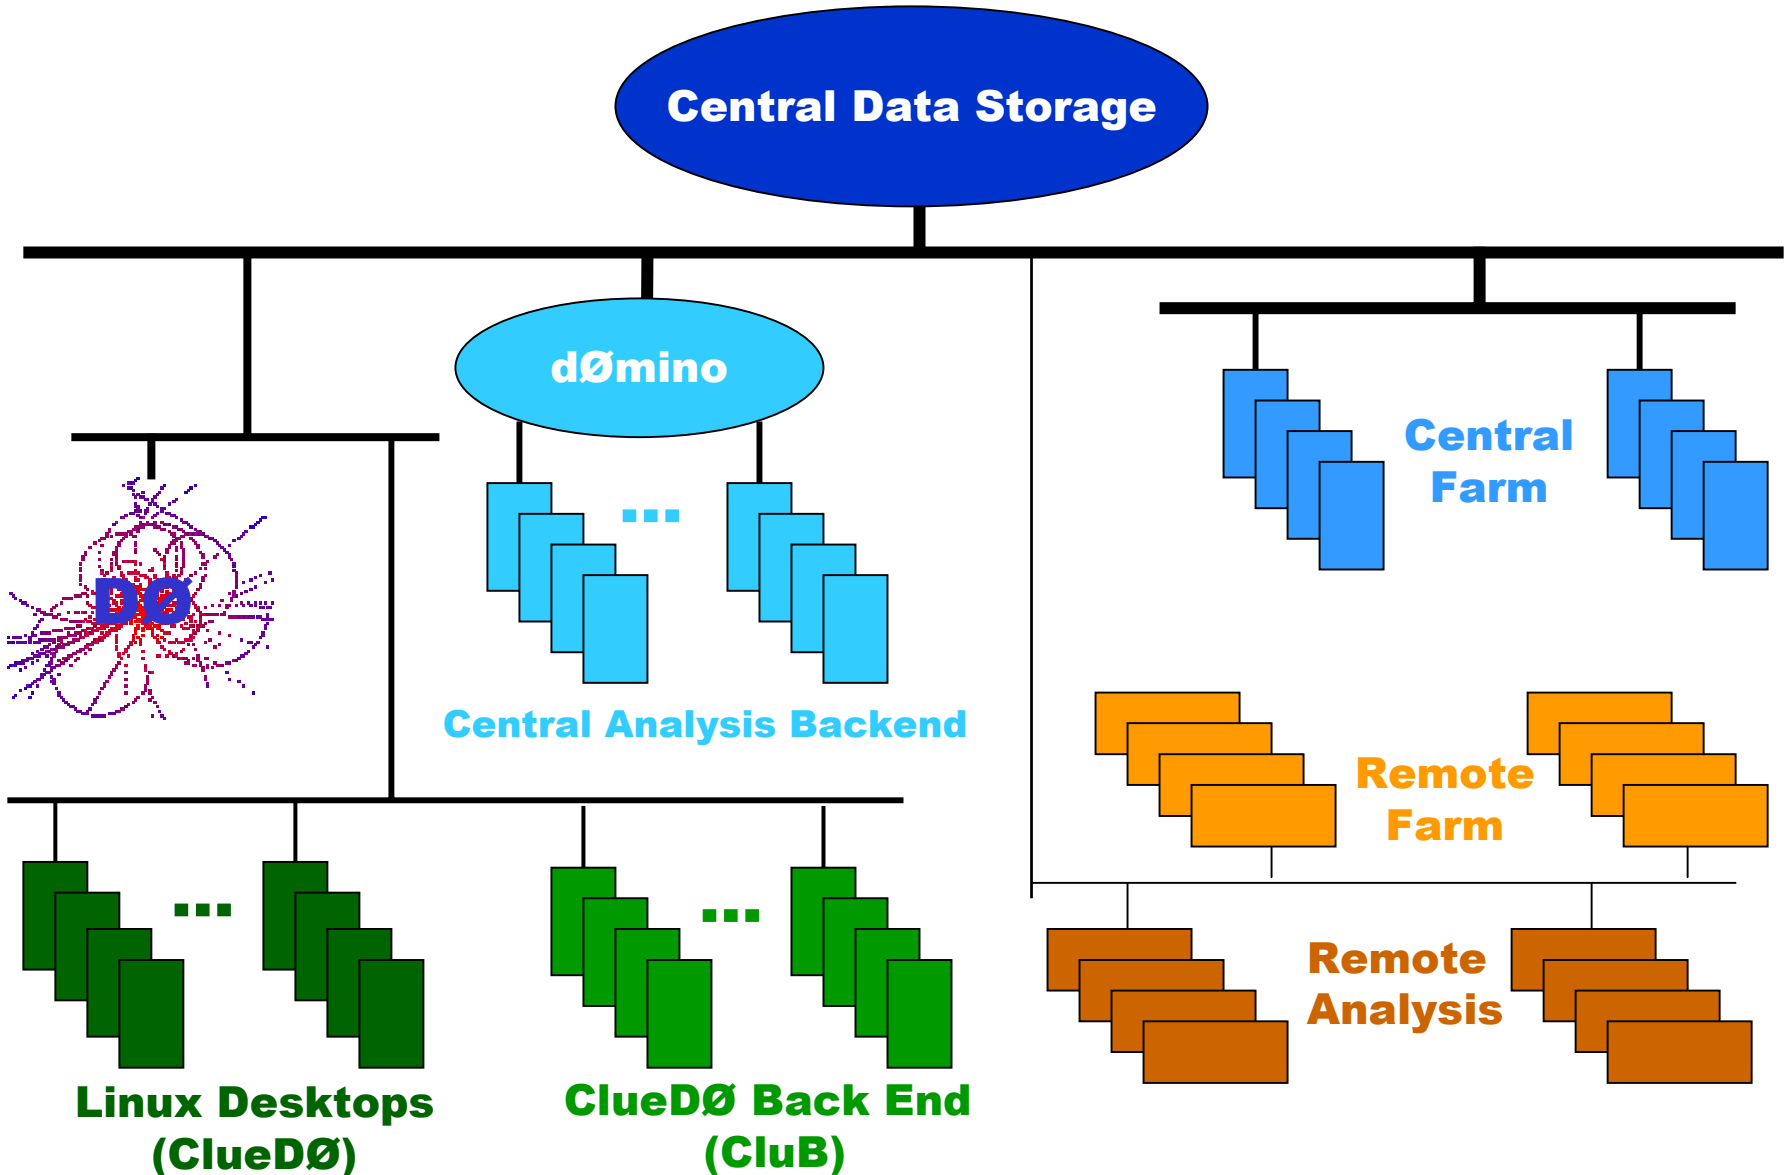 Central Data Storage
dØmino
Central
Farm
DØ
...
Central Analysis Backend
Remote
Farm
...
...
Remote
Analysis
Linux Desktops
(ClueDØ)
ClueDØ Back End
(CluB)